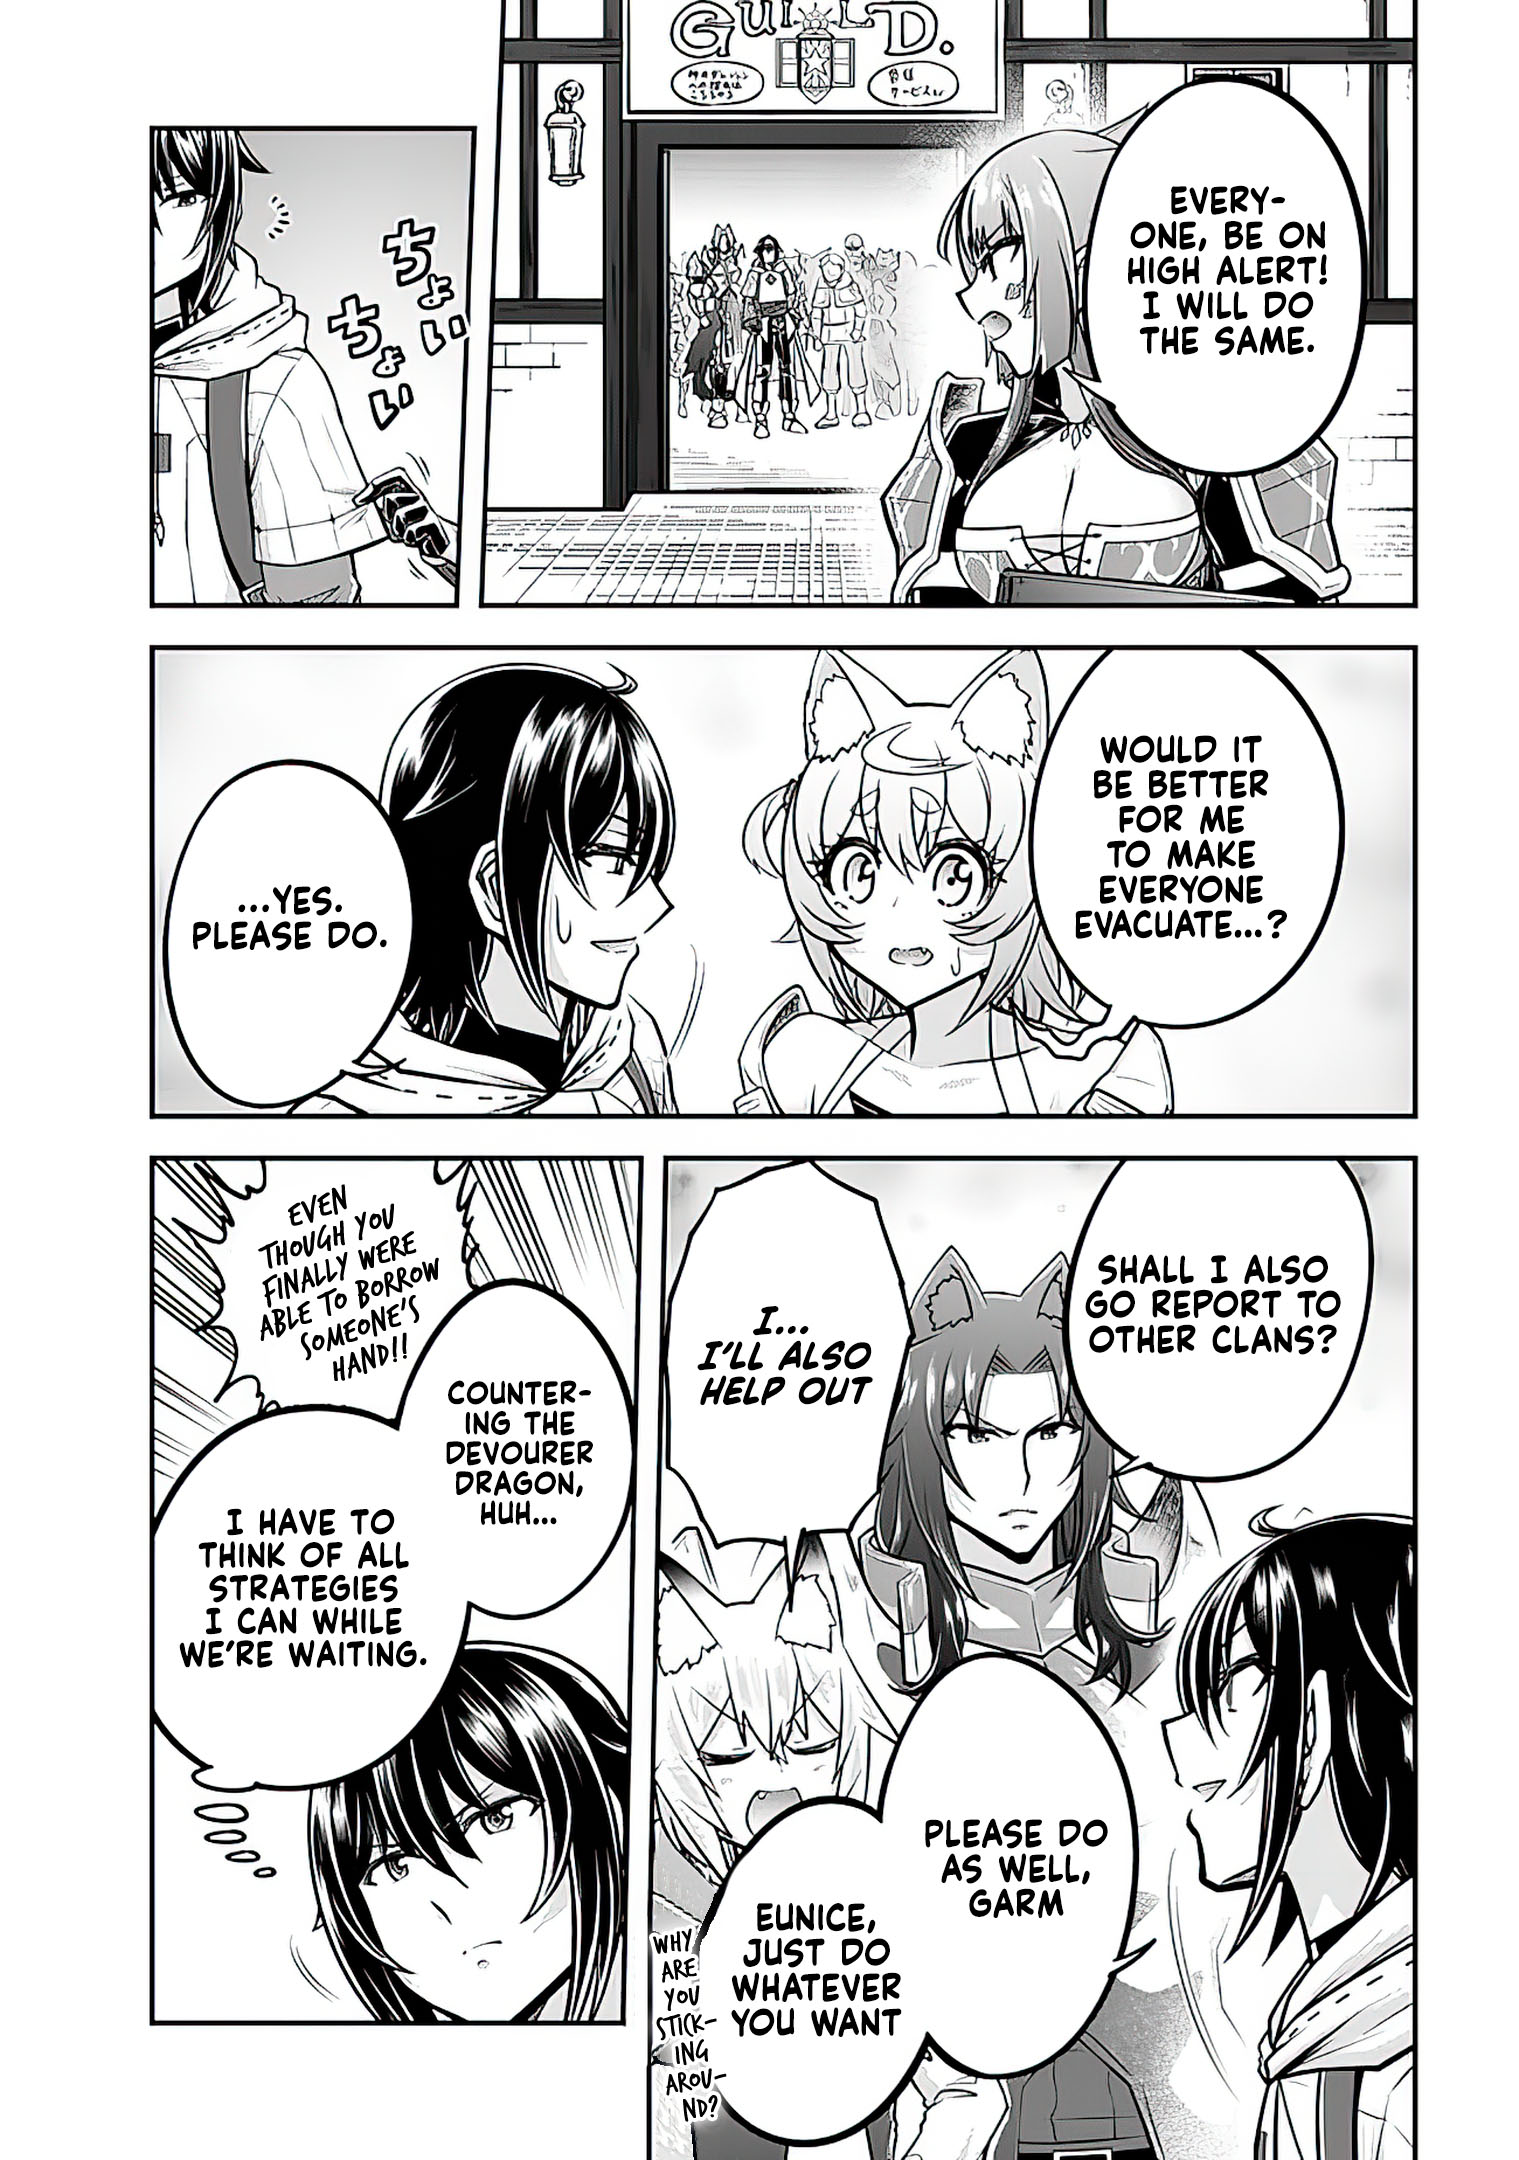 GUILD.
EVERY-
ONE, BE ON
HIGH ALERT!
I WILL DO
THE SAME.
ちょい
ちょい
WOULD IT
BE BETTER
FOR ME
TO MAKE
EVERYONE
EVACUATE...?
...YES.
PLEASE DO.
SHALL I ALSO
GO REPORT TO
OTHER CLANS?
I...
I'LL ALSO
HELP OUT
PLEASE DO
AS WELL,
GARM
EUNICE,
JUST DO
WHATEVER
YOU WANT
WHY
ARE
YOU
STICK-
ING
AROU-
ND?
EVEN
THOUGH YOU
FINALLY WERE
ABLE TO BORROW
SOMEONE'S
HAND!!
COUNTER-
ING THE
DEVOURER
DRAGON,
HUH...
I HAVE TO
THINK OF ALL
STRATEGIES
I CAN WHILE
WE'RE WAITING.